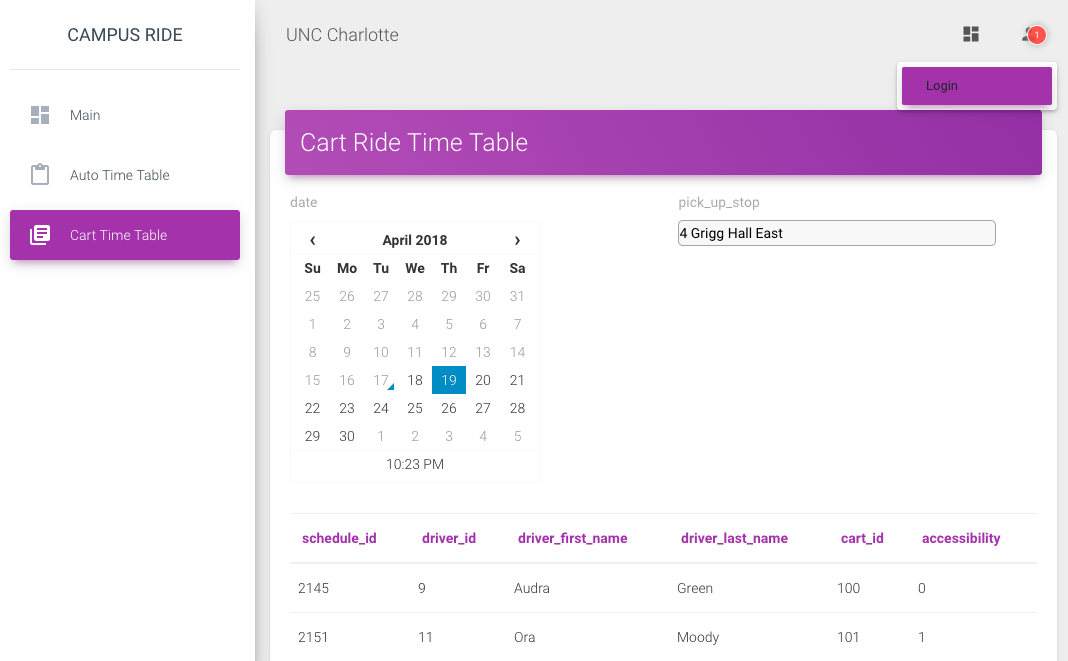 CAMPUS RIDE
Main
Auto Time Table
Cart Time Table
UNC Charlotte
1
Login
Cart Ride Time Table
date
pick_up_stop
4 Grigg Hall East
‹ April 2018 ›
Su Mo Tu We Th Fr Sa
25 26 27 28 29 30 31
1 2 3 4 5 6 7
8 9 10 11 12 13 14
15 16 17 18 19 20 21
22 23 24 25 26 27 28
29 30 1 2 3 4 5
10:23 PM
schedule_id driver_id driver_first_name driver_last_name cart_id accessibility
2145 9 Audra Green 100 0
2151 11 Ora Moody 101 1